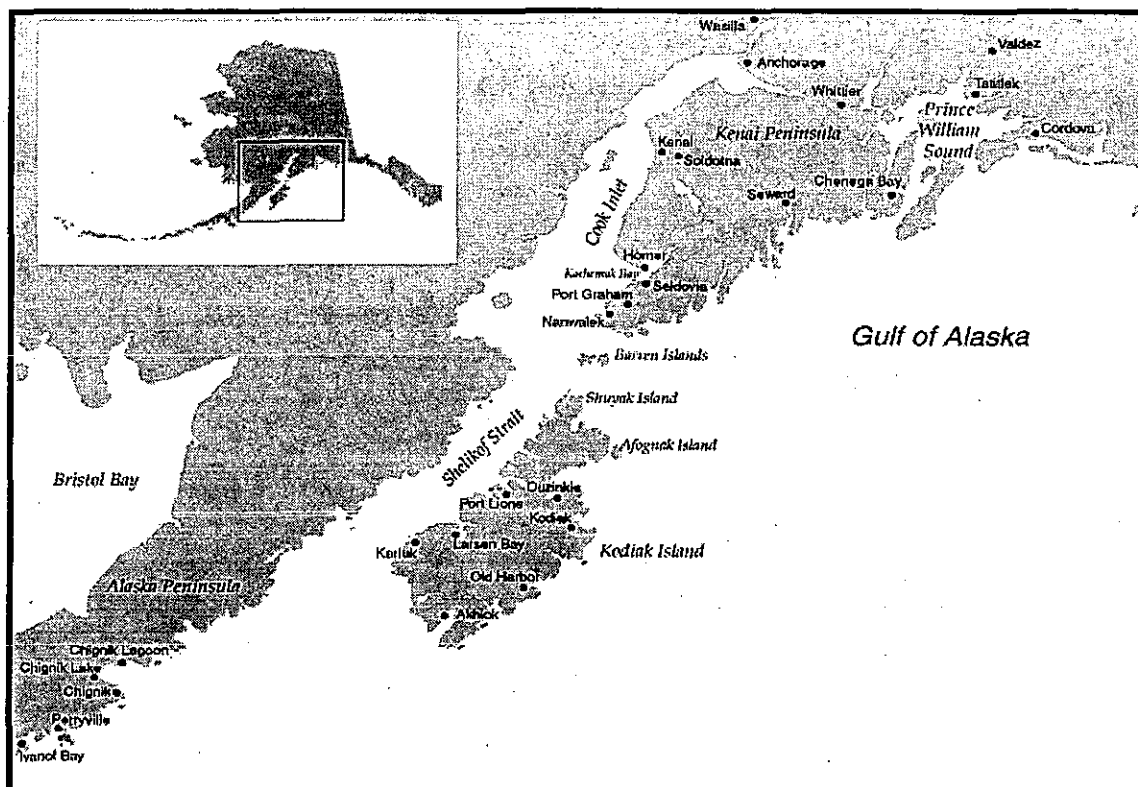 Wasilla
Valdez
Anchorage
Whittier
Tatitlek
Prince
William
Sound
Cordova
Kenai Peninsula
Kenai
Soldotna
Chenega Bay
Seward
Cook Inlet
Homer
Kachemak Bay
Seldovia
Port Graham
Nanwalek
Gulf of Alaska
Barren Islands
Shuyak Island
Shelikof Strait
Afognak Island
Bristol Bay
Ouzinkie
Port Lions
Kodiak
Larsen Bay
Karluk
Kodiak Island
Old Harbor
Alaska Peninsula
Akhiok
Chignik Lagoon
Chignik Lake
Chignik
Perryville
Ivanof Bay